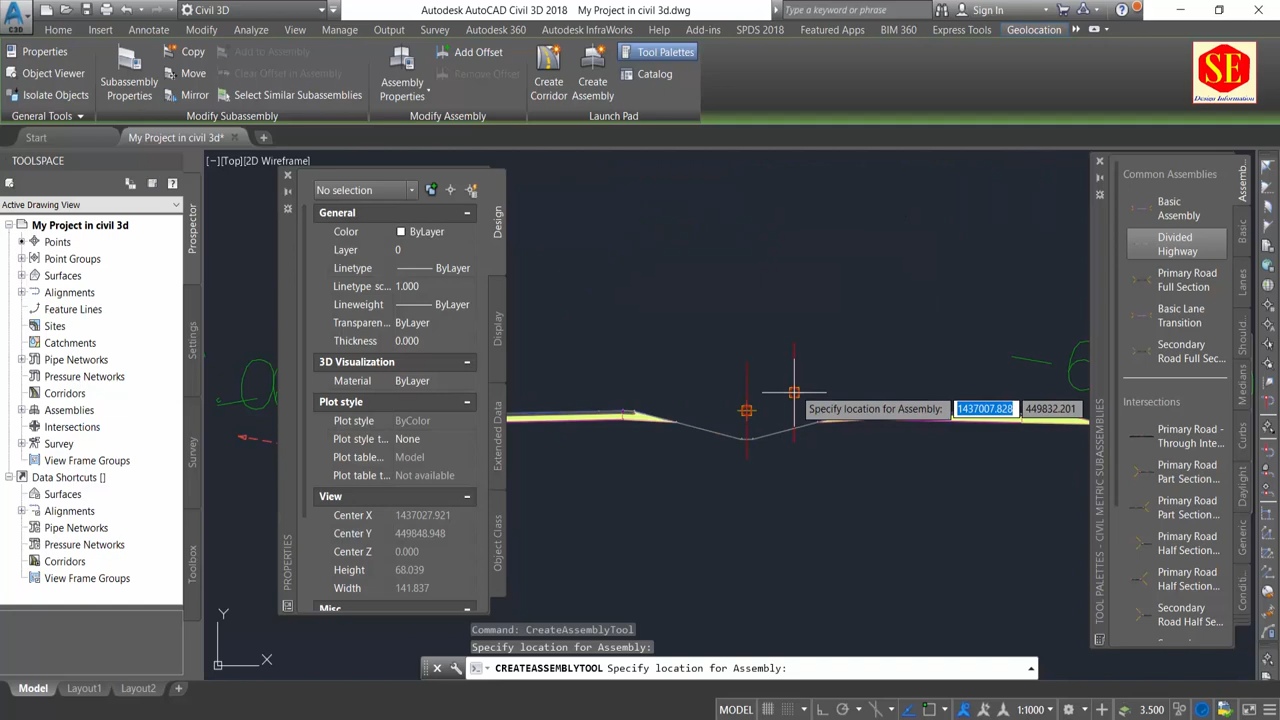 C3D
Civil 3D
Autodesk AutoCAD Civil 3D 2018 My Project in civil 3d.dwg
Type a keyword or phrase
Sign In
Home Insert Annotate Modify Analyze View Manage Output Survey Autodesk 360 Autodesk InfraWorks Help Add-ins SPDS 2018 Featured Apps BIM 360 Express Tools Geolocation
Properties
Object Viewer
Isolate Objects
General Tools
Subassembly
Properties
Copy
Move
Mirror
Add to Assembly
Clear Offset in Assembly
Select Similar Subassemblies
Modify Subassembly
Assembly
Properties
Add Offset
Remove Offset
Modify Assembly
Create
Corridor
Create
Assembly
Tool Palettes
Catalog
Launch Pad
SE
Design Information
Start
My Project in civil 3d*
TOOLSPACE
Active Drawing View
My Project in civil 3d
Points
Point Groups
Surfaces
Alignments
Feature Lines
Sites
Catchments
Pipe Networks
Pressure Networks
Corridors
Assemblies
Intersections
Survey
View Frame Groups
Data Shortcuts []
Surfaces
Alignments
Pipe Networks
Pressure Networks
Corridors
View Frame Groups
Prospector
Settings
Survey
Toolbox
[−][Top][2D Wireframe]
No selection
General
Color ByLayer
Layer 0
Linetype ByLayer
Linetype sc... 1.000
Lineweight ByLayer
Transparen... ByLayer
Thickness 0.000
3D Visualization
Material ByLayer
Plot style
Plot style ByColor
Plot style t... None
Plot table... Model
Plot table t... Not available
View
Center X 1437027.921
Center Y 449848.948
Center Z 0.000
Height 68.039
Width 141.837
Misc
PROPERTIES
Design
Display
Extended Data
Object Class
Specify location for Assembly: 1437007.828 449832.201
Command: CreateAssemblyTool
Specify location for Assembly:
CREATEASSEMBLYTOOL Specify location for Assembly:
Y
X
Common Assemblies
Basic
Assembly
Divided
Highway
Primary Road
Full Section
Basic Lane
Transition
Secondary
Road Full Sec...
Intersections
Primary Road -
Through Inte...
Primary Road
Part Section...
Primary Road
Part Section...
Primary Road
Half Section...
Primary Road
Half Section...
Secondary
Road Half Se...
TOOL PALETTES - CIVIL METRIC SUBASSEMBLIES
Assemb...
Basic
Lanes
Should...
Medians
Curbs
Daylight
Generic
Conditi...
Model Layout1 Layout2
MODEL
1:1000
3.500